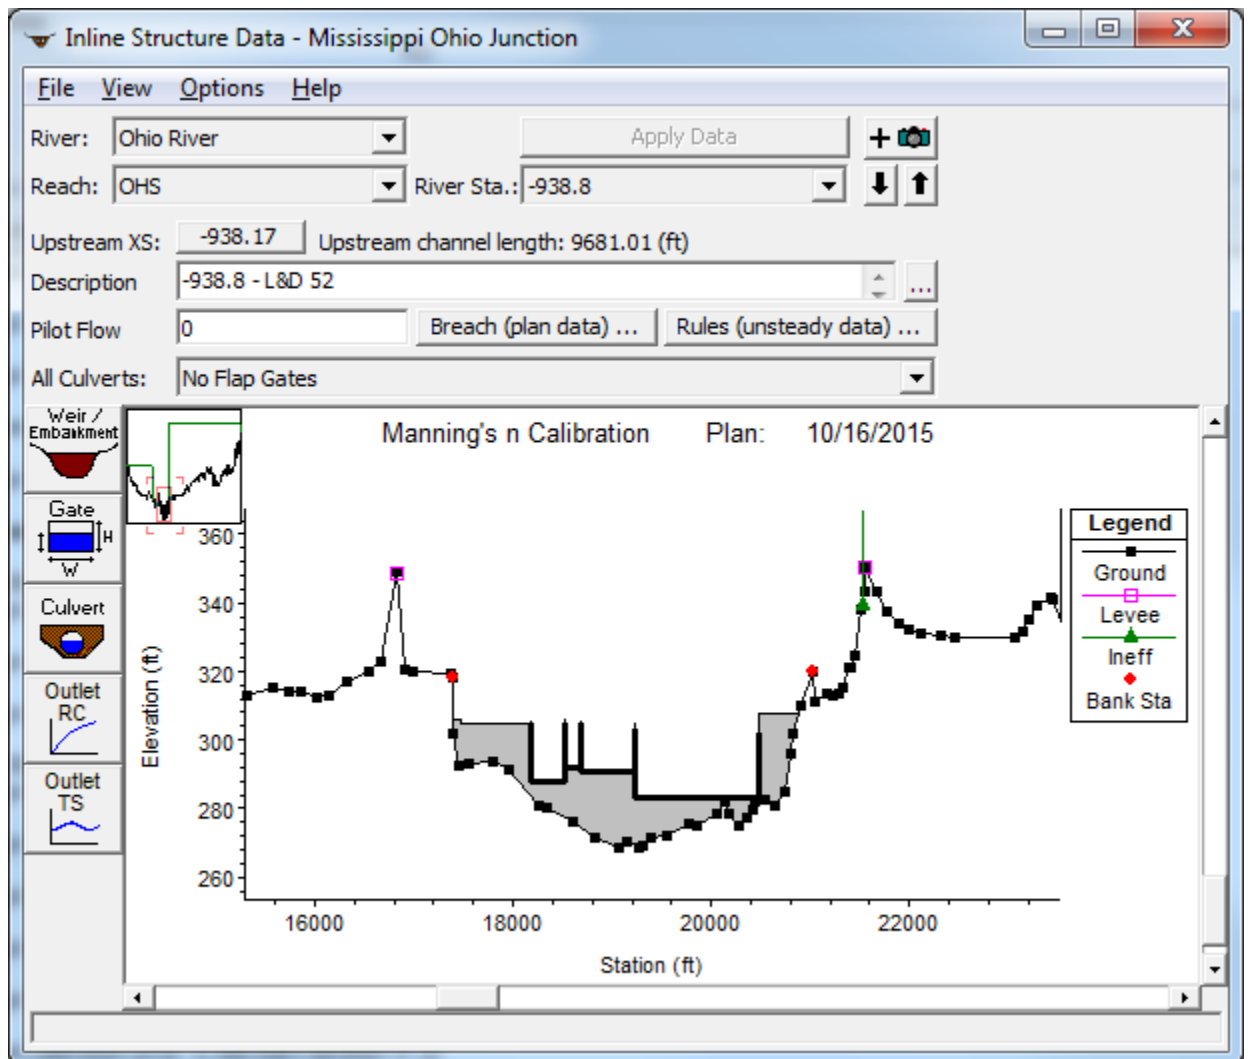 Inline Structure Data - Mississippi Ohio Junction
File View Options Help
River: Ohio River Apply Data
Reach: OHS River Sta.: -938.8
Upstream XS: -938.17 Upstream channel length: 9681.01 (ft)
Description -938.8 - L&D 52 ...
Pilot Flow 0 Breach (plan data) ... Rules (unsteady data) ...
All Culverts: No Flap Gates
Weir /
Embankment
Gate
H
W
Culvert
Outlet
RC
Outlet
TS
Manning's n Calibration Plan: 10/16/2015
Elevation (ft)
360
340
320
300
280
260
16000 18000 20000 22000
Station (ft)
Legend
Ground
Levee
Ineff
Bank Sta